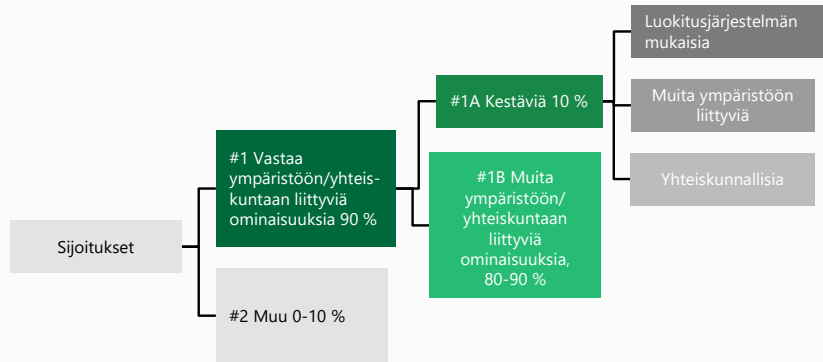 Sijoitukset
#1 Vastaa
ympäristöön/yhteis-
kuntaan liittyviä
ominaisuuksia 90 %
#2 Muu 0-10 %
#1A Kestäviä 10 %
#1B Muita
ympäristöön/
yhteiskuntaan
liittyviä
ominaisuuksia,
80-90 %
Luokitusjärjestelmän
mukaisia
Muita ympäristöön
liittyviä
Yhteiskunnallisia